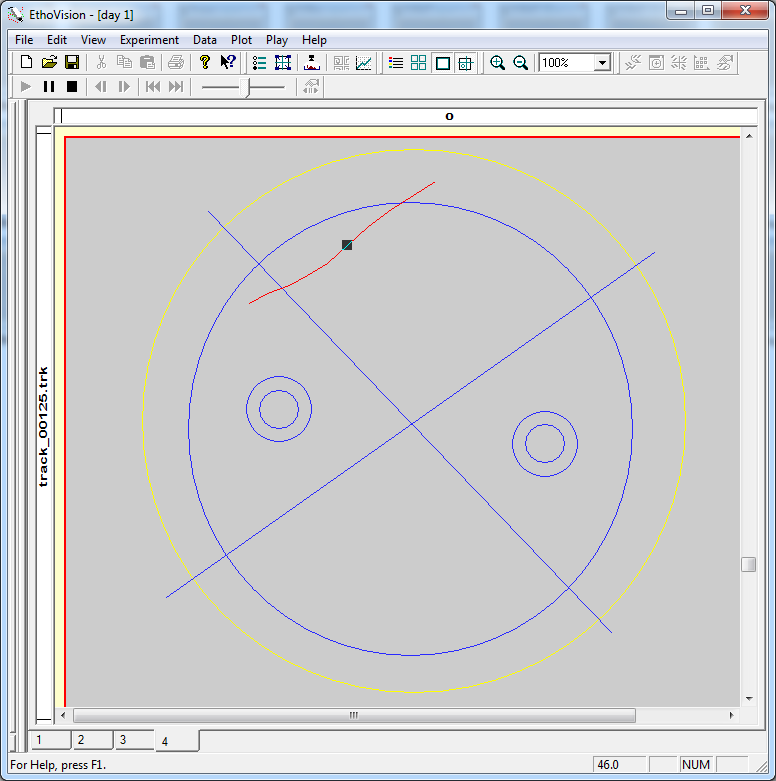 EthoVision - [day 1]
File Edit View Experiment Data Plot Play Help
100%
o
track_00125.trk
1 2 3 4
For Help, press F1. 46.0 NUM